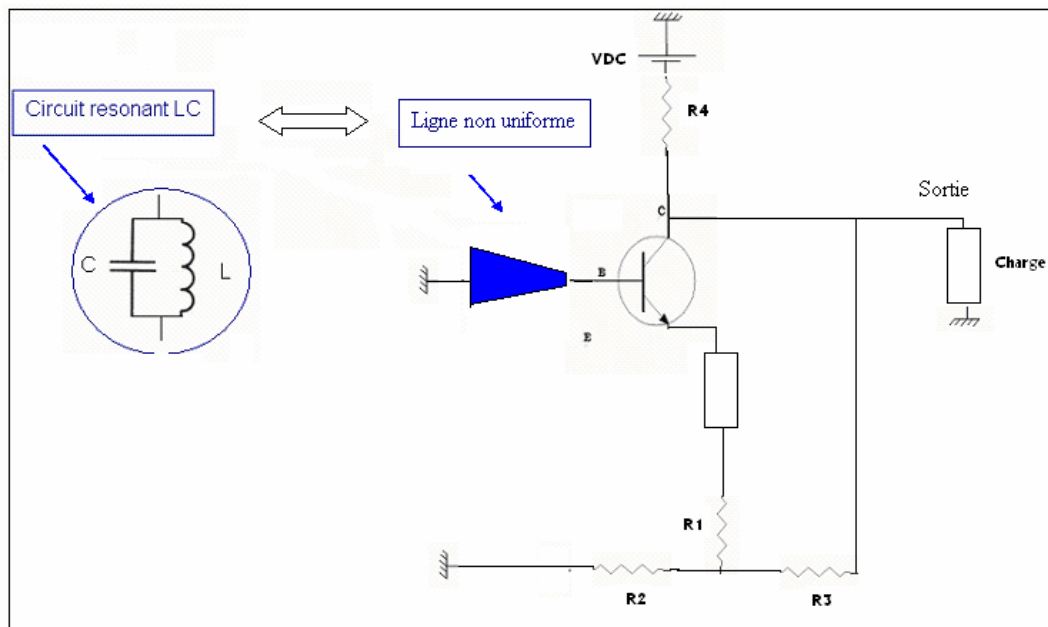 VDC
R4
Circuit resonant LC
Ligne non uniforme
C
Sortie
C
L
B
Charge
E
R1
R2
R3